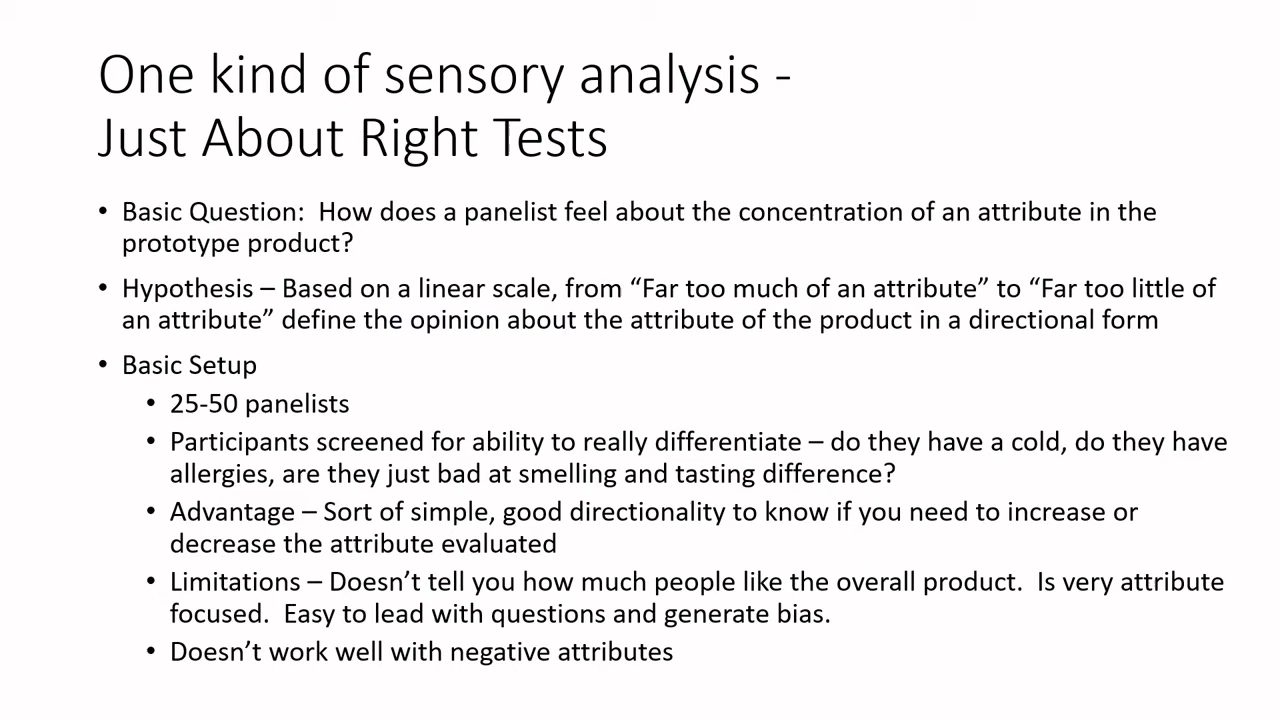 One kind of sensory analysis -
Just About Right Tests
• Basic Question:  How does a panelist feel about the concentration of an attribute in the
prototype product?
• Hypothesis – Based on a linear scale, from “Far too much of an attribute” to “Far too little of
an attribute” define the opinion about the attribute of the product in a directional form
• Basic Setup
• 25-50 panelists
• Participants screened for ability to really differentiate – do they have a cold, do they have
allergies, are they just bad at smelling and tasting difference?
• Advantage – Sort of simple, good directionality to know if you need to increase or
decrease the attribute evaluated
• Limitations – Doesn’t tell you how much people like the overall product.  Is very attribute
focused.  Easy to lead with questions and generate bias.
• Doesn’t work well with negative attributes